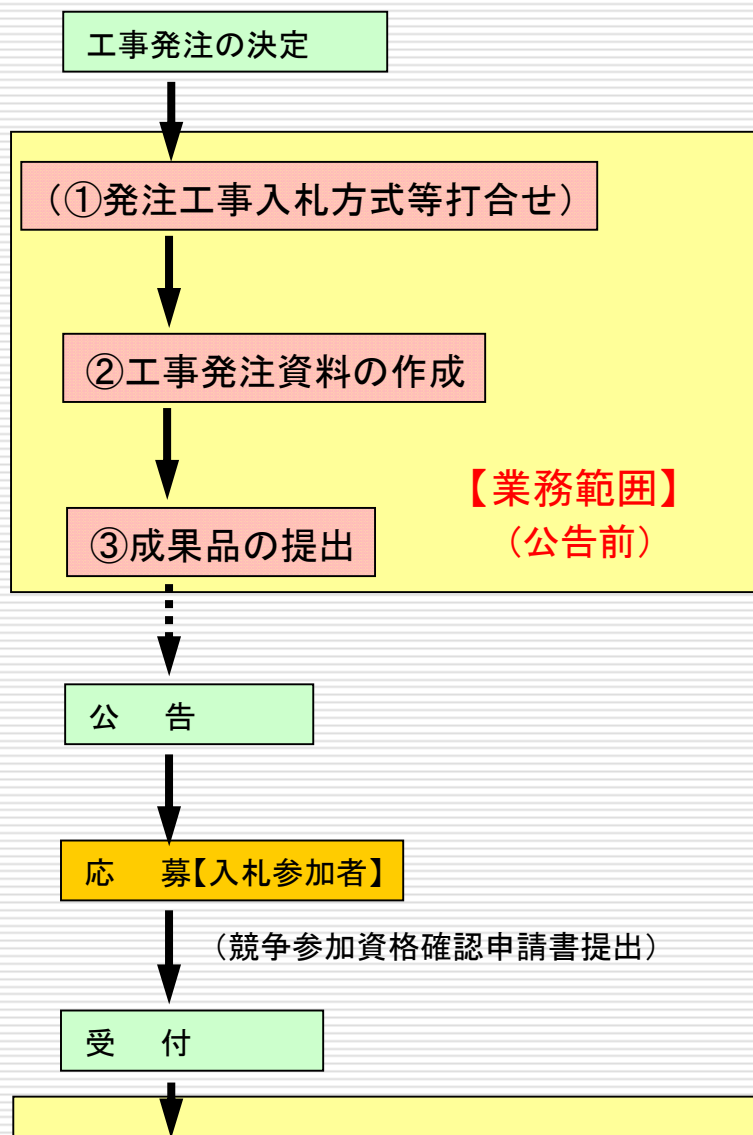 工事発注の決定
（①発注工事入札方式等打合せ）
②工事発注資料の作成
【業務範囲】
③成果品の提出
（公告前）
公　告
応　募【入札参加者】
（競争参加資格確認申請書提出）
受　付